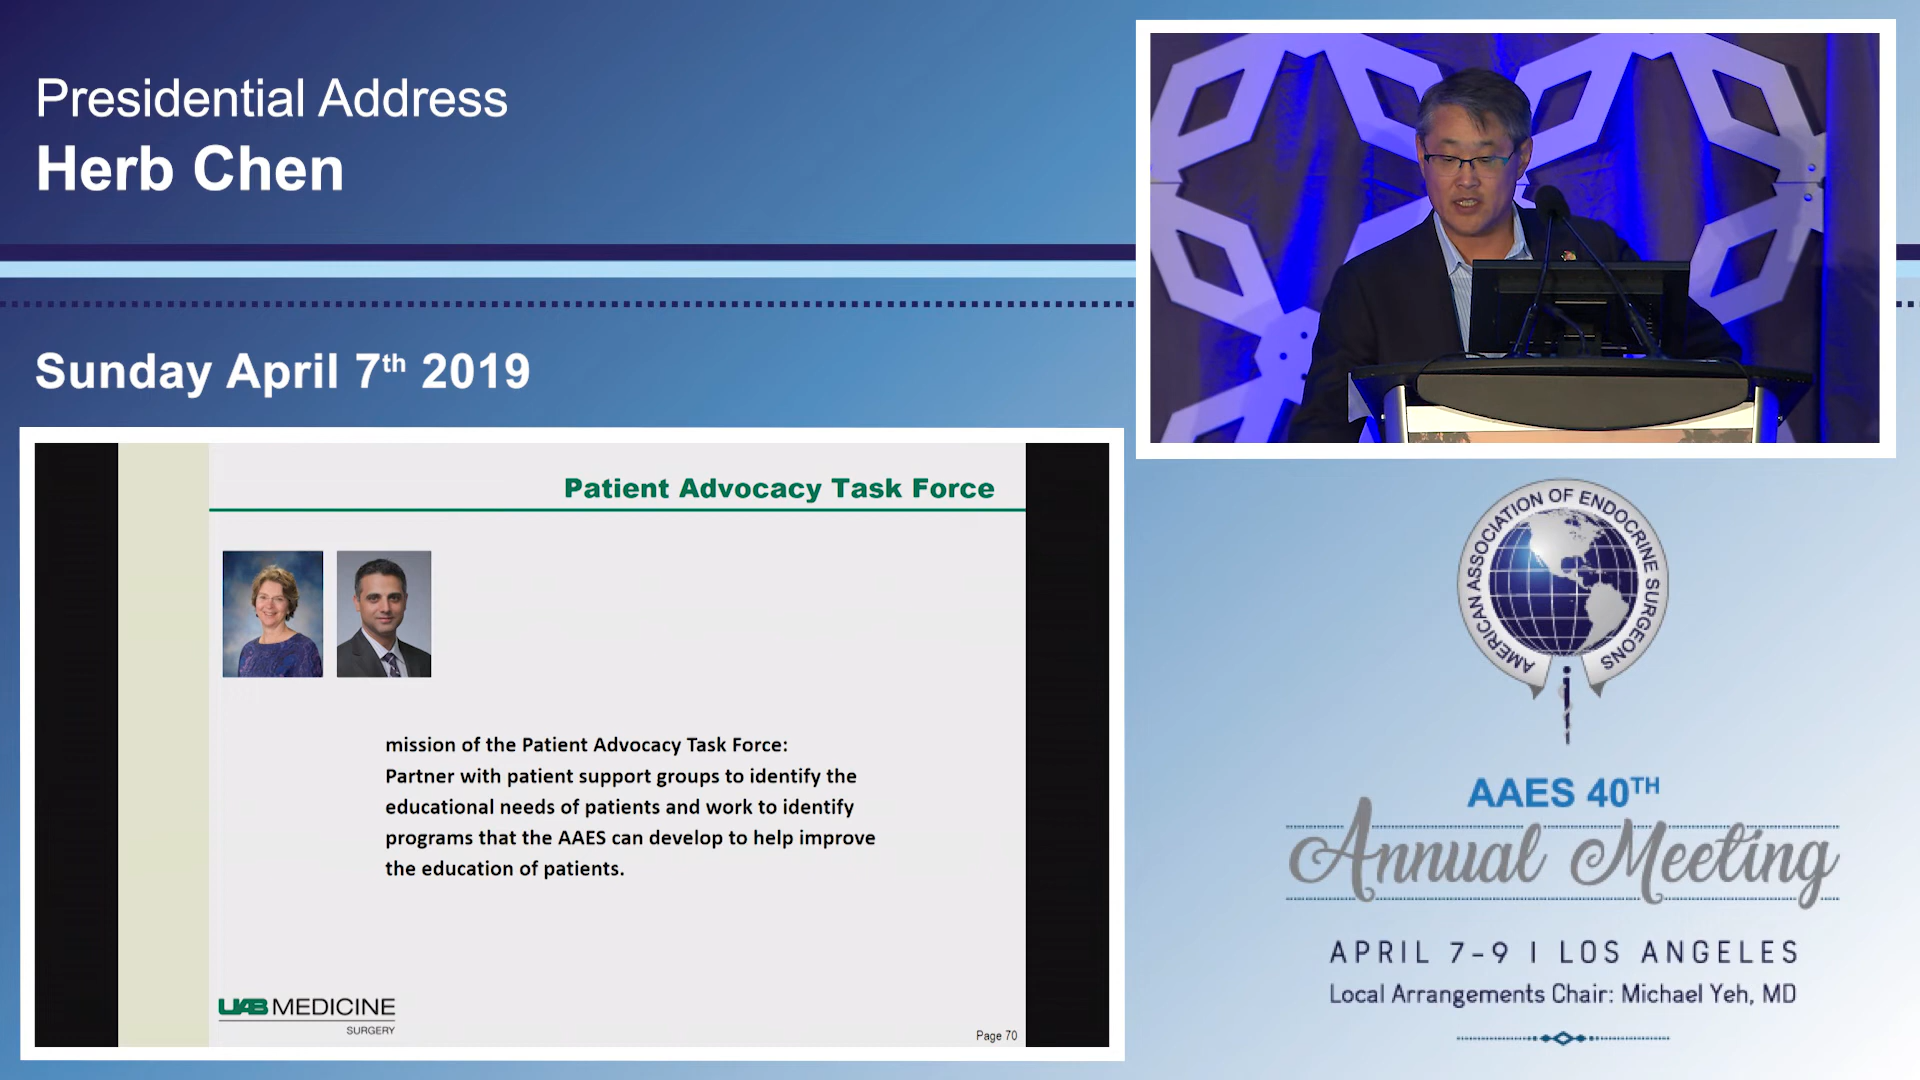 Presidential Address
Herb Chen
Sunday April 7th 2019
Patient Advocacy Task Force
mission of the Patient Advocacy Task Force:
Partner with patient support groups to identify the
educational needs of patients and work to identify
programs that the AAES can develop to help improve
the education of patients.
UAB MEDICINE
SURGERY
Page 70
AMERICAN ASSOCIATION OF ENDOCRINE SURGEONS
AAES 40TH
Annual Meeting
APRIL 7-9 | LOS ANGELES
Local Arrangements Chair: Michael Yeh, MD